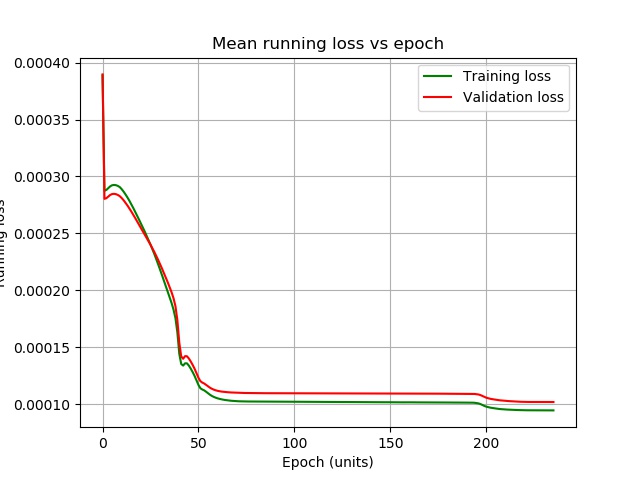 Mean running loss vs epoch
Training loss
Validation loss
0.00040
0.00035
0.00030
0.00025
0.00020
0.00015
0.00010
Running loss
0
50
100
150
200
Epoch (units)